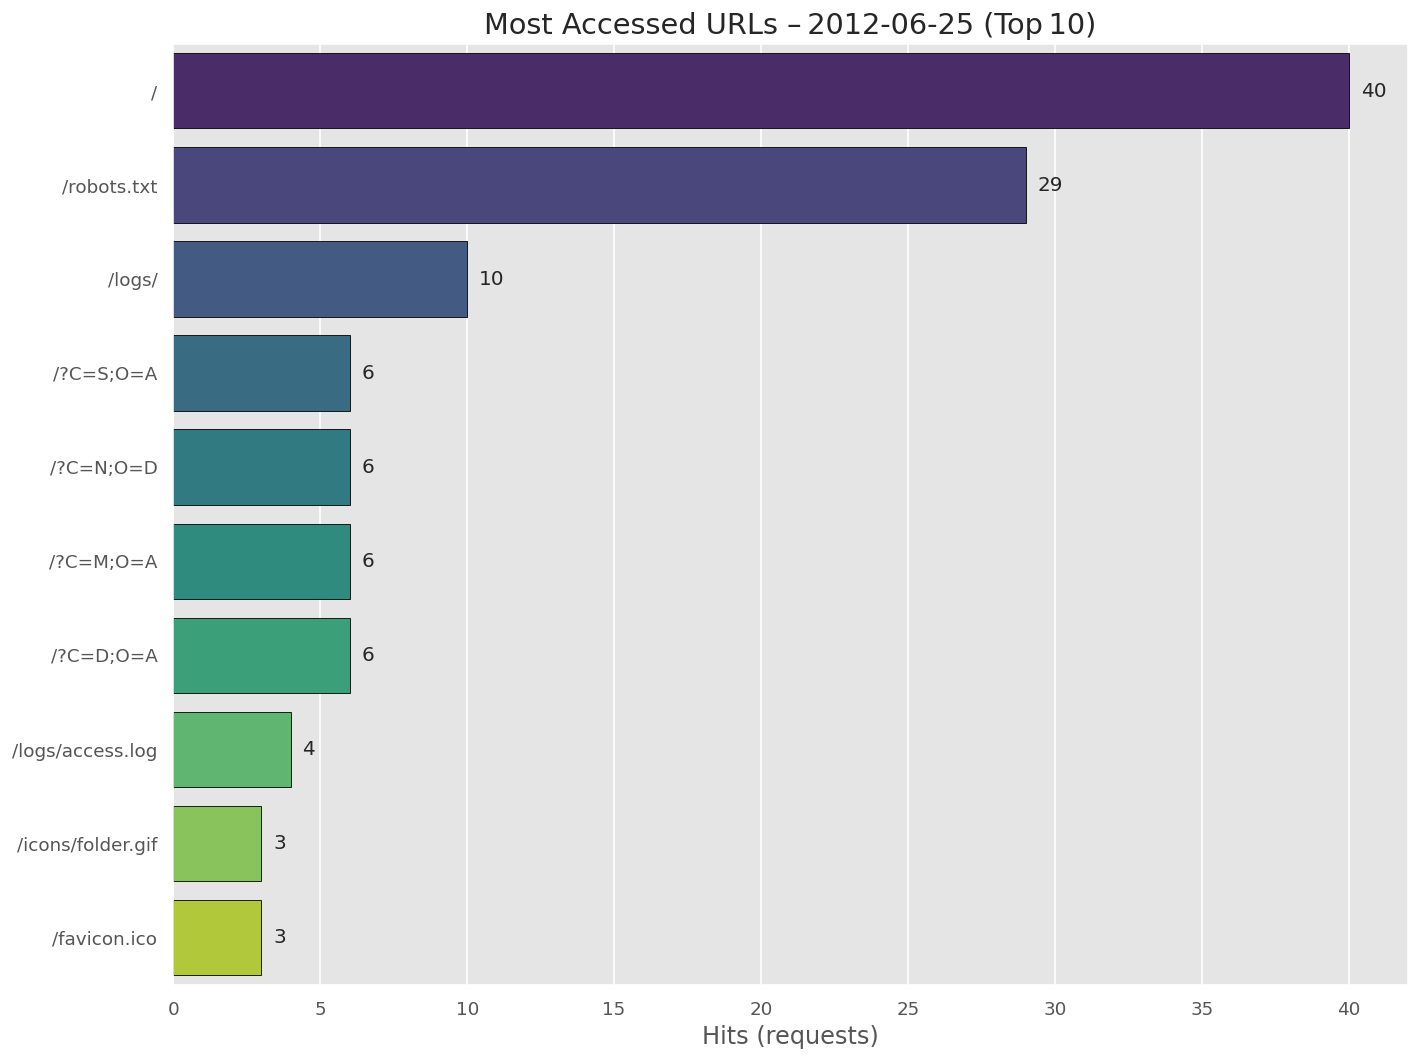 Most Accessed URLs – 2012-06-25 (Top 10)
/ 40
/robots.txt 29
/logs/ 10
/?C=S;O=A 6
/?C=N;O=D 6
/?C=M;O=A 6
/?C=D;O=A 6
/logs/access.log 4
/icons/folder.gif 3
/favicon.ico 3
0 5 10 15 20 25 30 35 40
Hits (requests)